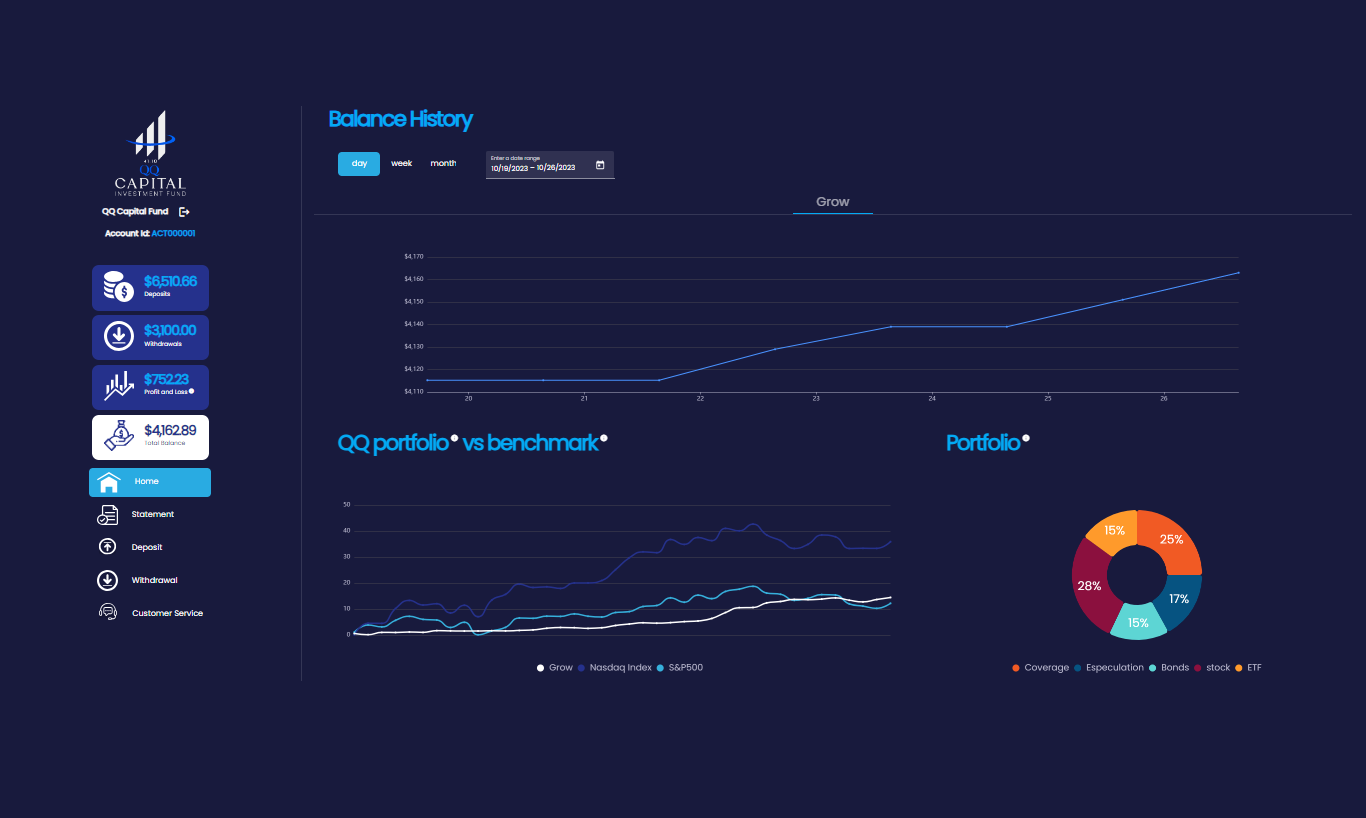 QQ
CAPITAL
INVESTMENT FUND
QQ Capital Fund
Account Id: ACT000001
$6,510.66
Deposits
$3,100.00
Withdrawals
$752.23
Profit and Loss
$4,162.89
Total Balance
Home
Statement
Deposit
Withdrawal
Customer Service
Balance History
day week month
Enter a date range
10/19/2023 – 10/26/2023
Grow
$4,170
$4,160
$4,150
$4,140
$4,130
$4,120
$4,110
20 21 22 23 24 25 26
QQ portfolio vs benchmark
50
40
30
20
10
0
Grow Nasdaq Index S&P500
Portfolio
15% 25%
28% 17%
15%
Coverage Especulation Bonds stock ETF